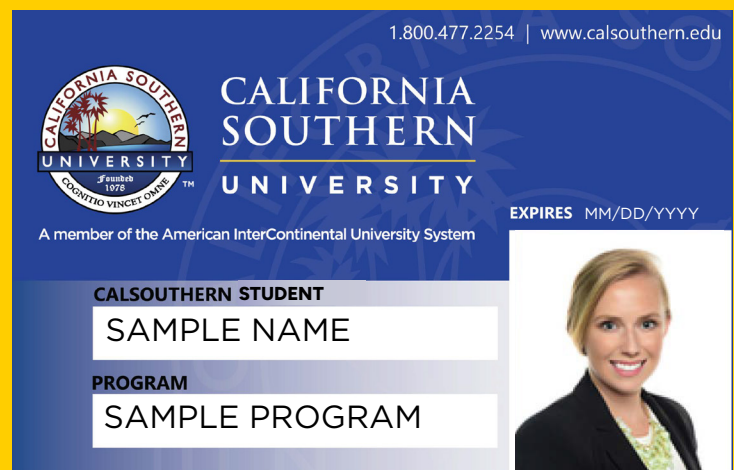 1.800.477.2254 | www.calsouthern.edu
CALIFORNIA SOUTHERN
UNIVERSITY
Founded
1978
COGNITIO VINCET OMNE
TM
CALIFORNIA
SOUTHERN
UNIVERSITY
A member of the American InterContinental University System
EXPIRES MM/DD/YYYY
CALSOUTHERN STUDENT
SAMPLE NAME
PROGRAM
SAMPLE PROGRAM